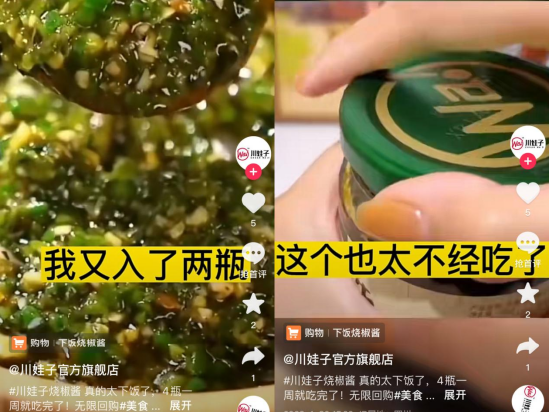 川娃子
5
我又入了两瓶
抢首评
2
购物 | 下饭烧椒酱
@川娃子官方旗舰店
1
#川娃子烧椒酱 真的太下饭了，4瓶一
周就吃完了！无限回购#美食 ... 展开
川娃子
5
这个也太不经吃了
抢首评
2
购物 | 下饭烧椒酱
@川娃子官方旗舰店
1
#川娃子烧椒酱 真的太下饭了，4瓶一
周就吃完了！无限回购#美食 ... 展开